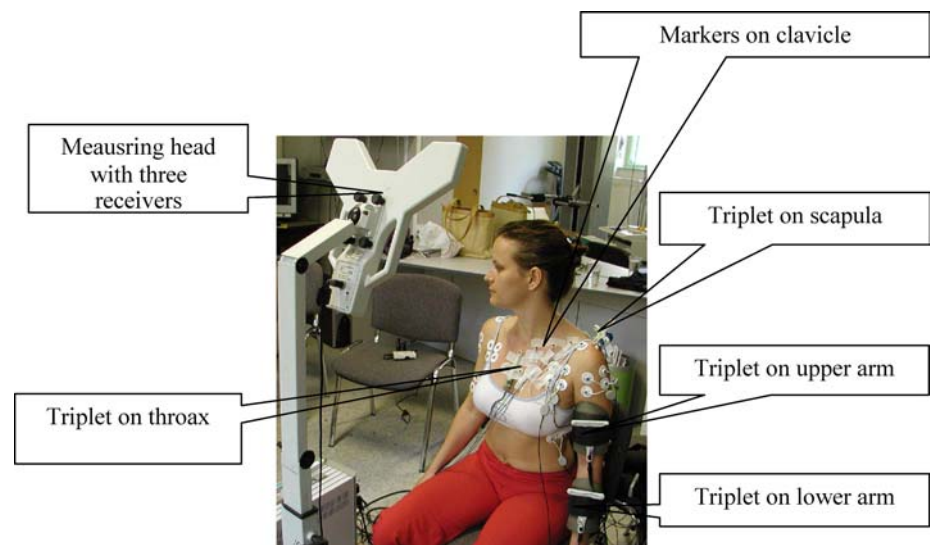 Markers on clavicle
Meausring head
with three
receivers
Triplet on scapula
Triplet on upper arm
Triplet on throax
Triplet on lower arm